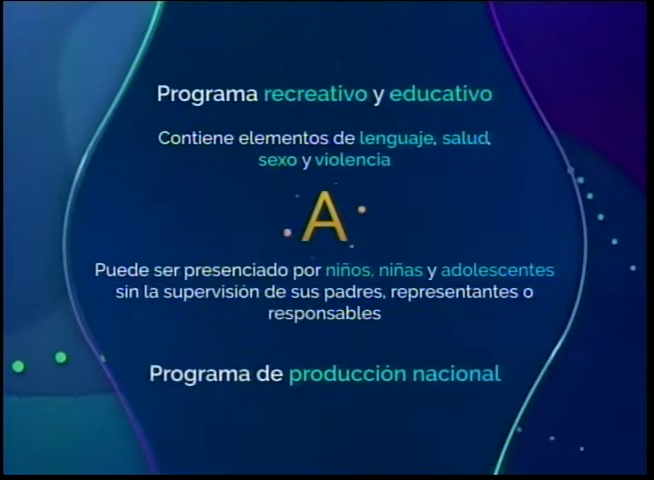 Programa recreativo y educativo
Contiene elementos de lenguaje, salud,
sexo y violencia
A
Puede ser presenciado por niños, niñas y adolescentes
sin la supervisión de sus padres, representantes o
responsables
Programa de producción nacional